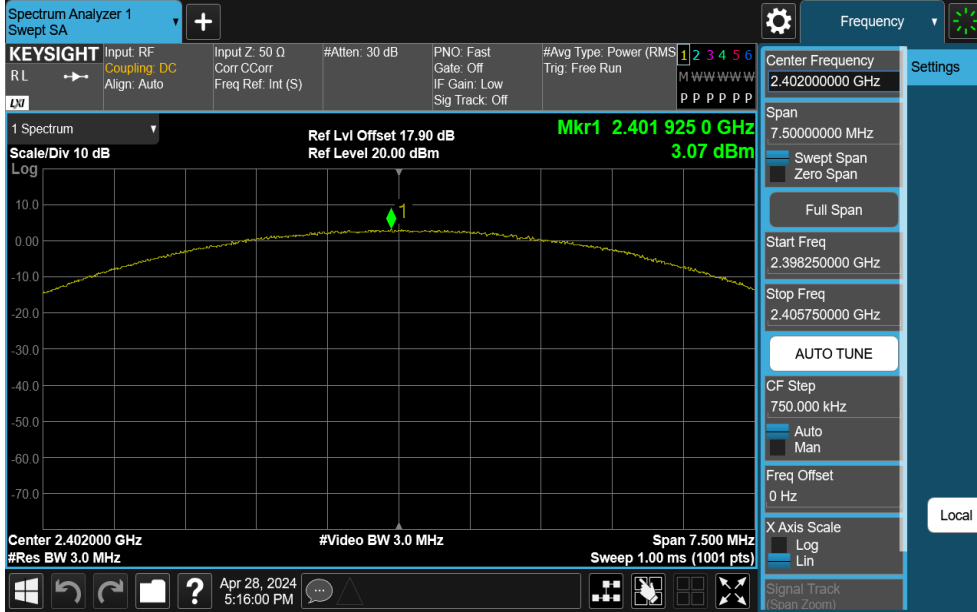 Spectrum Analyzer 1
Swept SA
+
Frequency
KEYSIGHT
R L
LXI
Input: RF
Coupling: DC
Align: Auto
Input Z: 50 Ω
Corr CCorr
Freq Ref: Int (S)
#Atten: 30 dB
PNO: Fast
Gate: Off
IF Gain: Low
Sig Track: Off
#Avg Type: Power (RMS
Trig: Free Run
1 2 3 4 5 6
M W W W W W
P P P P P P
1 Spectrum
Scale/Div 10 dB
Log
Ref Lvl Offset 17.90 dB
Ref Level 20.00 dBm
Mkr1 2.401 925 0 GHz
3.07 dBm
1
10.0
0.00
-10.0
-20.0
-30.0
-40.0
-50.0
-60.0
-70.0
Center 2.402000 GHz
#Res BW 3.0 MHz
#Video BW 3.0 MHz
Span 7.500 MHz
Sweep 1.00 ms (1001 pts)
Center Frequency
2.402000000 GHz
Settings
Span
7.50000000 MHz
Swept Span
Zero Span
Full Span
Start Freq
2.398250000 GHz
Stop Freq
2.405750000 GHz
AUTO TUNE
CF Step
750.000 kHz
Auto
Man
Freq Offset
0 Hz
Local
X Axis Scale
Log
Lin
Signal Track
(Span Zoom)
?
Apr 28, 2024
5:16:00 PM